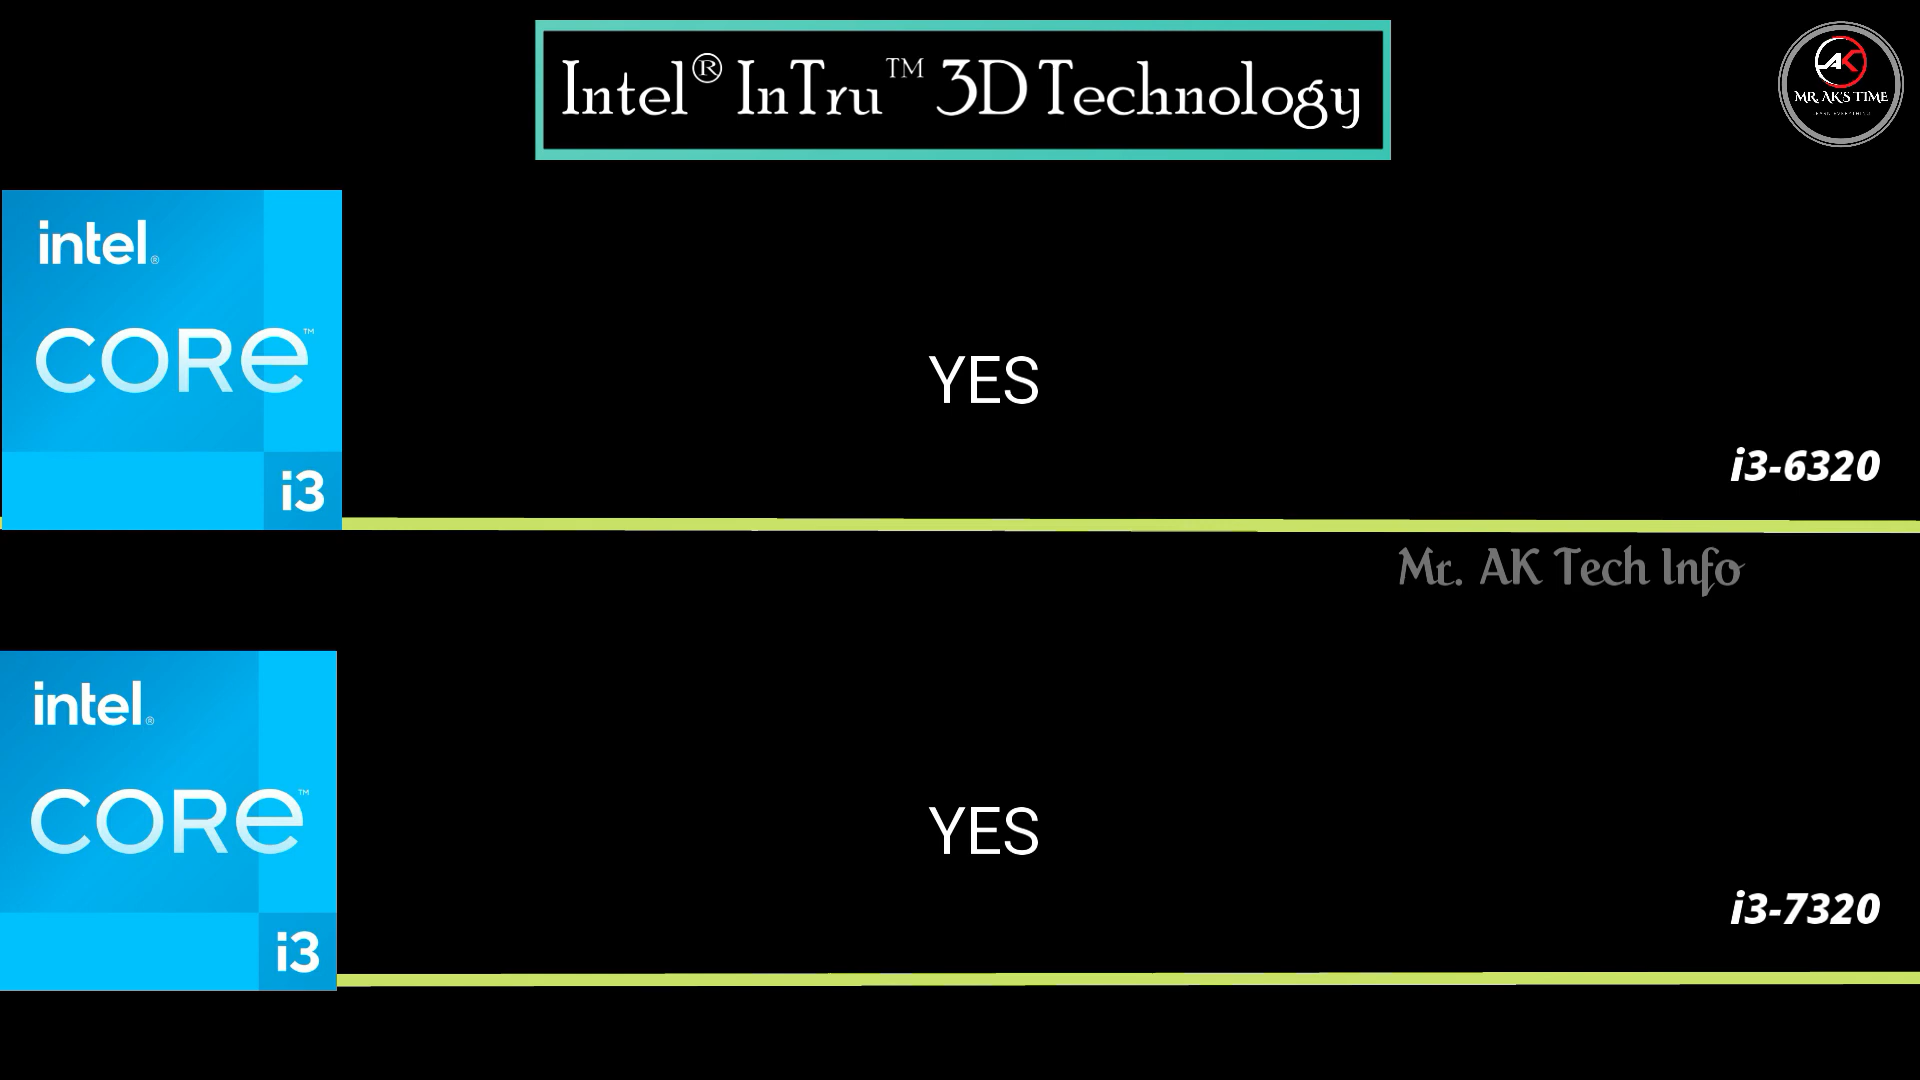 Intel® InTru™ 3D Technology
AK
MR. AK'S TIME
intel®
CORE™
i3
YES
i3-6320
Mr. AK Tech Info
intel®
CORE™
i3
YES
i3-7320